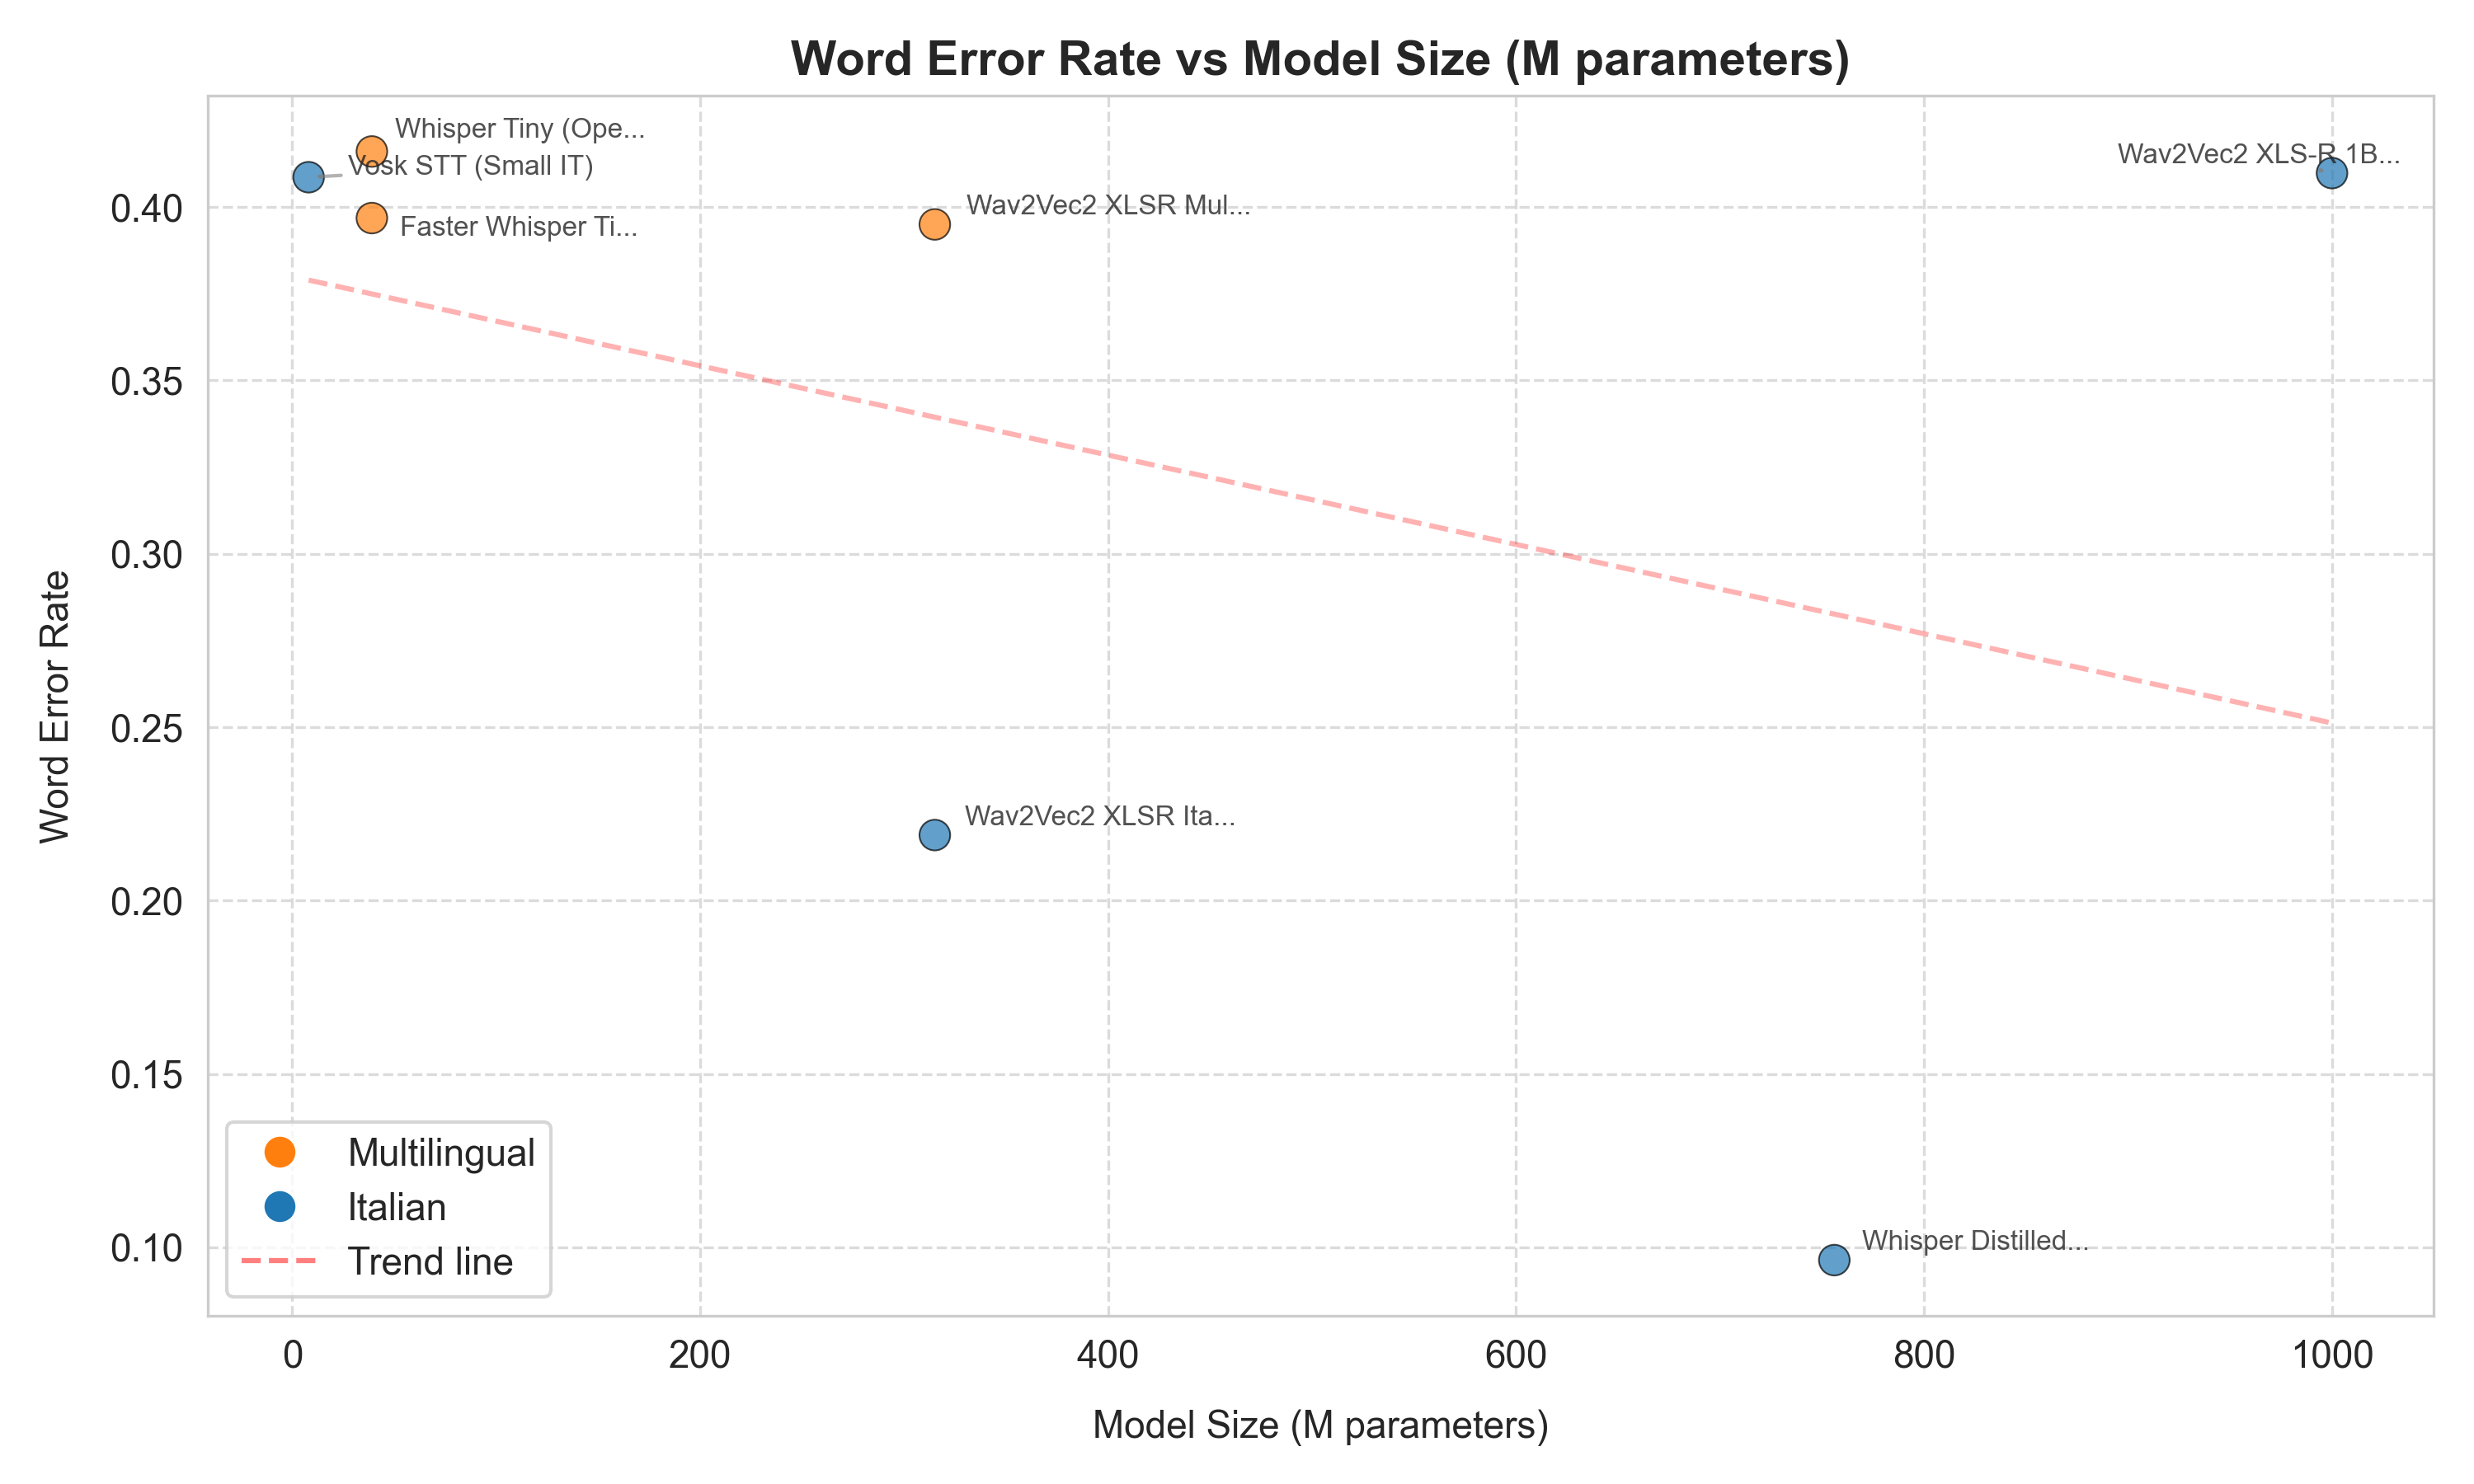 Word Error Rate vs Model Size (M parameters)
Whisper Tiny (Ope...
Vosk STT (Small IT)
Faster Whisper Ti...
Wav2Vec2 XLSR Mul...
Wav2Vec2 XLS-R 1B...
Wav2Vec2 XLSR Ita...
Whisper Distilled...
0.40
0.35
0.30
0.25
0.20
0.15
0.10
Word Error Rate
Multilingual
Italian
Trend line
0 200 400 600 800 1000
Model Size (M parameters)